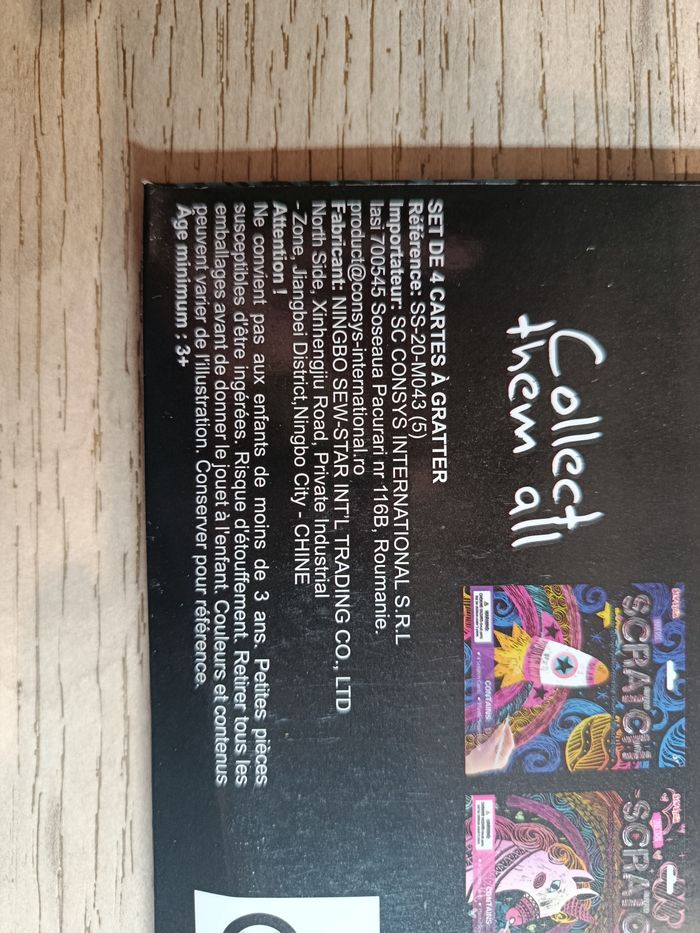 Collect
them all
SET DE 4 CARTES À GRATTER
Référence: SS-20-M043 (5)
Importateur: SC CONSYS INTERNATIONAL S.R.L
Iasi 700545 Soseaua Pacurari nr 116B, Roumanie.
product@consys-international.ro
Fabricant: NINGBO SEW-STAR INT'L TRADING CO., LTD
North Side, Xinhengjiu Road, Private Industrial
- Zone, Jiangbei District,Ningbo City - CHINE
Attention !
Ne convient pas aux enfants de moins de 3 ans. Petites pièces
susceptibles d'être ingérées. Risque d'étouffement. Retirer tous les
emballages avant de donner le jouet à l'enfant. Couleurs et contenus
peuvent varier de l'illustration. Conserver pour référence.
Âge minimum : 3+
SCRATCH
WARNING
CONTAINS:
SCRATC
CONTAINS